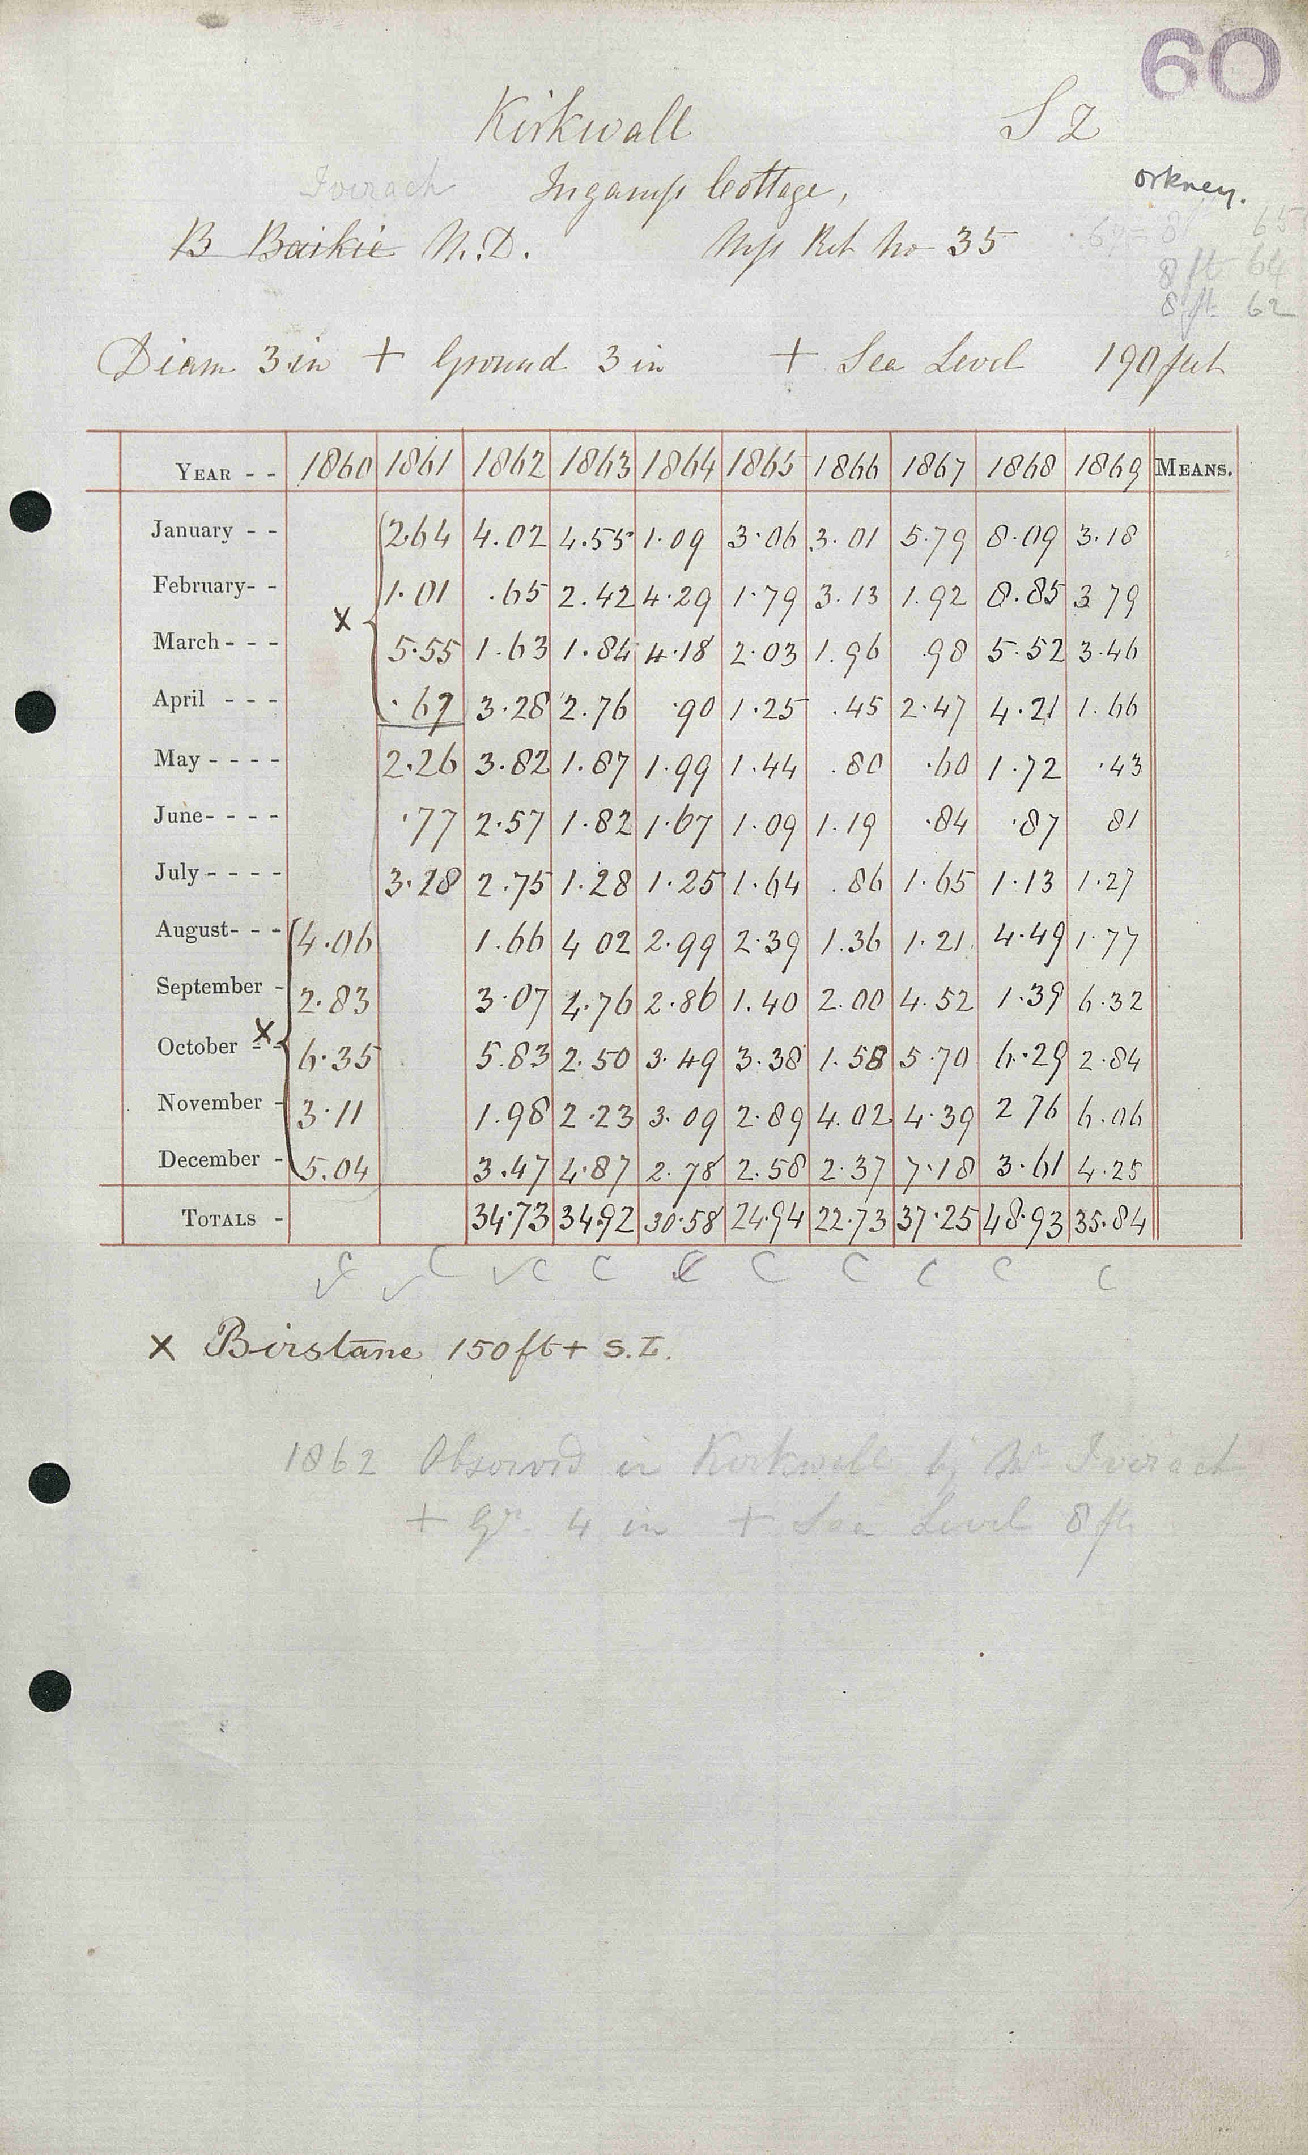 60
Kirkwall S Z
Iverach Ingamss Cottage, Orkney.
B Baikie M.D. Mss Ret No 35 65
8 ft 64
8 ft 62
Diam 3 in + Ground 3 in + Sea Level 190 feet
YEAR - - 1860 1861 1862 1863 1864 1865 1866 1867 1868 1869 MEANS.
January - - 2.64 4.02 4.55 1.09 3.06 3.01 5.79 8.09 3.18
February - - 1.01 .65 2.42 4.29 1.79 3.13 1.92 8.85 3 79
x
March - - - 5.55 1.63 1.84 4.18 2.03 1.96 .98 5.52 3.46
April - - - .67 3.28 2.76 .90 1.25 .45 2.47 4.21 1.66
May - - - - 2.26 3.82 1.87 1.99 1.44 .80 .60 1.72 .43
June - - - - .77 2.57 1.82 1.67 1.09 1.19 .84 .87 81
July - - - - 3.28 2.75 1.28 1.25 1.64 .86 1.65 1.13 1.27
August - - - 4.06 1.66 4 02 2.99 2.39 1.36 1.21 4.49 1.77
September - 2.83 3.07 4.76 2.86 1.40 2.00 4.52 1.39 6.32
October - - x 6.35 5.83 2.50 3.49 3.38 1.58 5.70 6.29 2.84
November - 3.11 1.98 2.23 3.09 2.89 4.02 4.39 2 76 6.06
December - 5.04 3.47 4.87 2.78 2.58 2.37 7.18 3.61 4.25
TOTALS - 34.73 34.92 30.58 24.94 22.73 37.25 48.93 35.84
C C C C C C C C C C
x Birstane 150 ft + S.L.
1862 Observed in Kirkwall by Mr Iverach
+ Gr. 4 in + Sea Level 8 ft